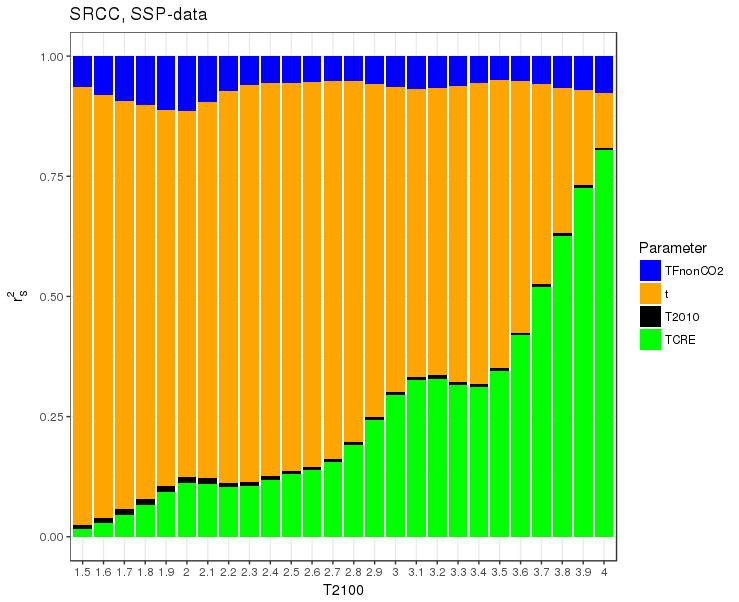 SRCC, SSP-data
1.00
0.75
0.50
0.25
0.00
r²s
1.5 1.6 1.7 1.8 1.9 2 2.1 2.2 2.3 2.4 2.5 2.6 2.7 2.8 2.9 3 3.1 3.2 3.3 3.4 3.5 3.6 3.7 3.8 3.9 4
T2100
Parameter
TFnonCO2
t
T2010
TCRE